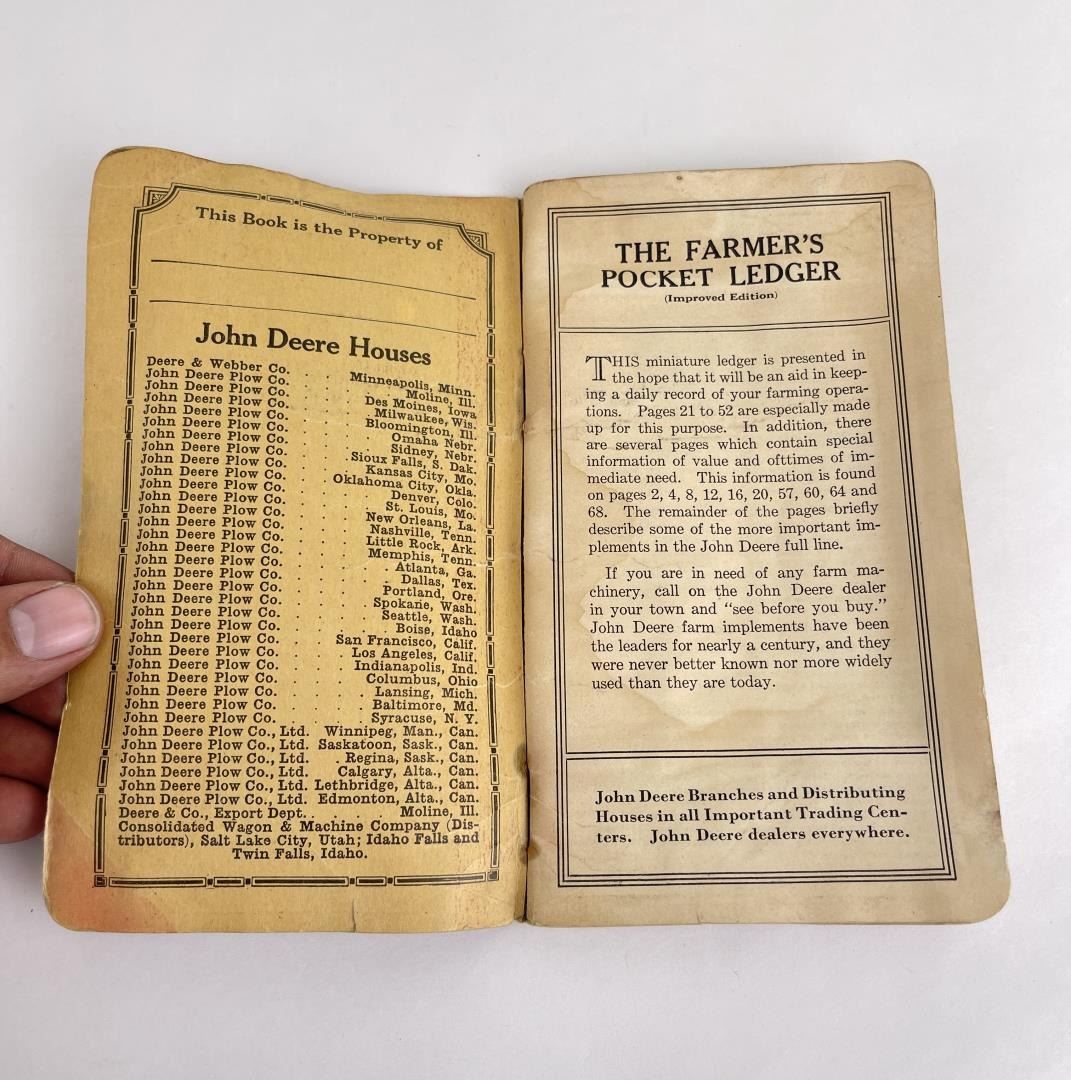 This Book is the Property of
John Deere Houses
Deere & Webber Co. . . Minneapolis, Minn.
John Deere Plow Co. . . . Moline, Ill.
John Deere Plow Co. . . Des Moines, Iowa
John Deere Plow Co. . . Milwaukee, Wis.
John Deere Plow Co. . . Bloomington, Ill.
John Deere Plow Co. . . . Omaha Nebr.
John Deere Plow Co. . . . Sidney, Nebr.
John Deere Plow Co. . . Sioux Falls, S. Dak.
John Deere Plow Co. . . Kansas City, Mo.
John Deere Plow Co. . Oklahoma City, Okla.
John Deere Plow Co. . . . Denver, Colo.
John Deere Plow Co. . . . St. Louis, Mo.
John Deere Plow Co. . . New Orleans, La.
John Deere Plow Co. . . Nashville, Tenn.
John Deere Plow Co. . . Little Rock, Ark.
John Deere Plow Co. . . Memphis, Tenn.
John Deere Plow Co. . . . Atlanta, Ga.
John Deere Plow Co. . . . Dallas, Tex.
John Deere Plow Co. . . . Portland, Ore.
John Deere Plow Co. . . . Spokane, Wash.
John Deere Plow Co. . . . Seattle, Wash.
John Deere Plow Co. . . . Boise, Idaho
John Deere Plow Co. . . San Francisco, Calif.
John Deere Plow Co. . . Los Angeles, Calif.
John Deere Plow Co. . . Indianapolis, Ind.
John Deere Plow Co. . . . Columbus, Ohio
John Deere Plow Co. . . . Lansing, Mich.
John Deere Plow Co. . . . Baltimore, Md.
John Deere Plow Co. . . . Syracuse, N. Y.
John Deere Plow Co., Ltd. Winnipeg, Man., Can.
John Deere Plow Co., Ltd. Saskatoon, Sask., Can.
John Deere Plow Co., Ltd. . Regina, Sask., Can.
John Deere Plow Co., Ltd. Calgary, Alta., Can.
John Deere Plow Co., Ltd. Lethbridge, Alta., Can.
John Deere Plow Co., Ltd. Edmonton, Alta., Can.
Deere & Co., Export Dept. . . . Moline, Ill.
Consolidated Wagon & Machine Company (Dis-
tributors), Salt Lake City, Utah; Idaho Falls and
Twin Falls, Idaho.
THE FARMER'S
POCKET LEDGER
(Improved Edition)
THIS miniature ledger is presented in
the hope that it will be an aid in keep-
ing a daily record of your farming opera-
tions. Pages 21 to 52 are especially made
up for this purpose. In addition, there
are several pages which contain special
information of value and ofttimes of im-
mediate need. This information is found
on pages 2, 4, 8, 12, 16, 20, 57, 60, 64 and
68. The remainder of the pages briefly
describe some of the more important im-
plements in the John Deere full line.
If you are in need of any farm ma-
chinery, call on the John Deere dealer
in your town and "see before you buy."
John Deere farm implements have been
the leaders for nearly a century, and they
were never better known nor more widely
used than they are today.
John Deere Branches and Distributing
Houses in all Important Trading Cen-
ters. John Deere dealers everywhere.